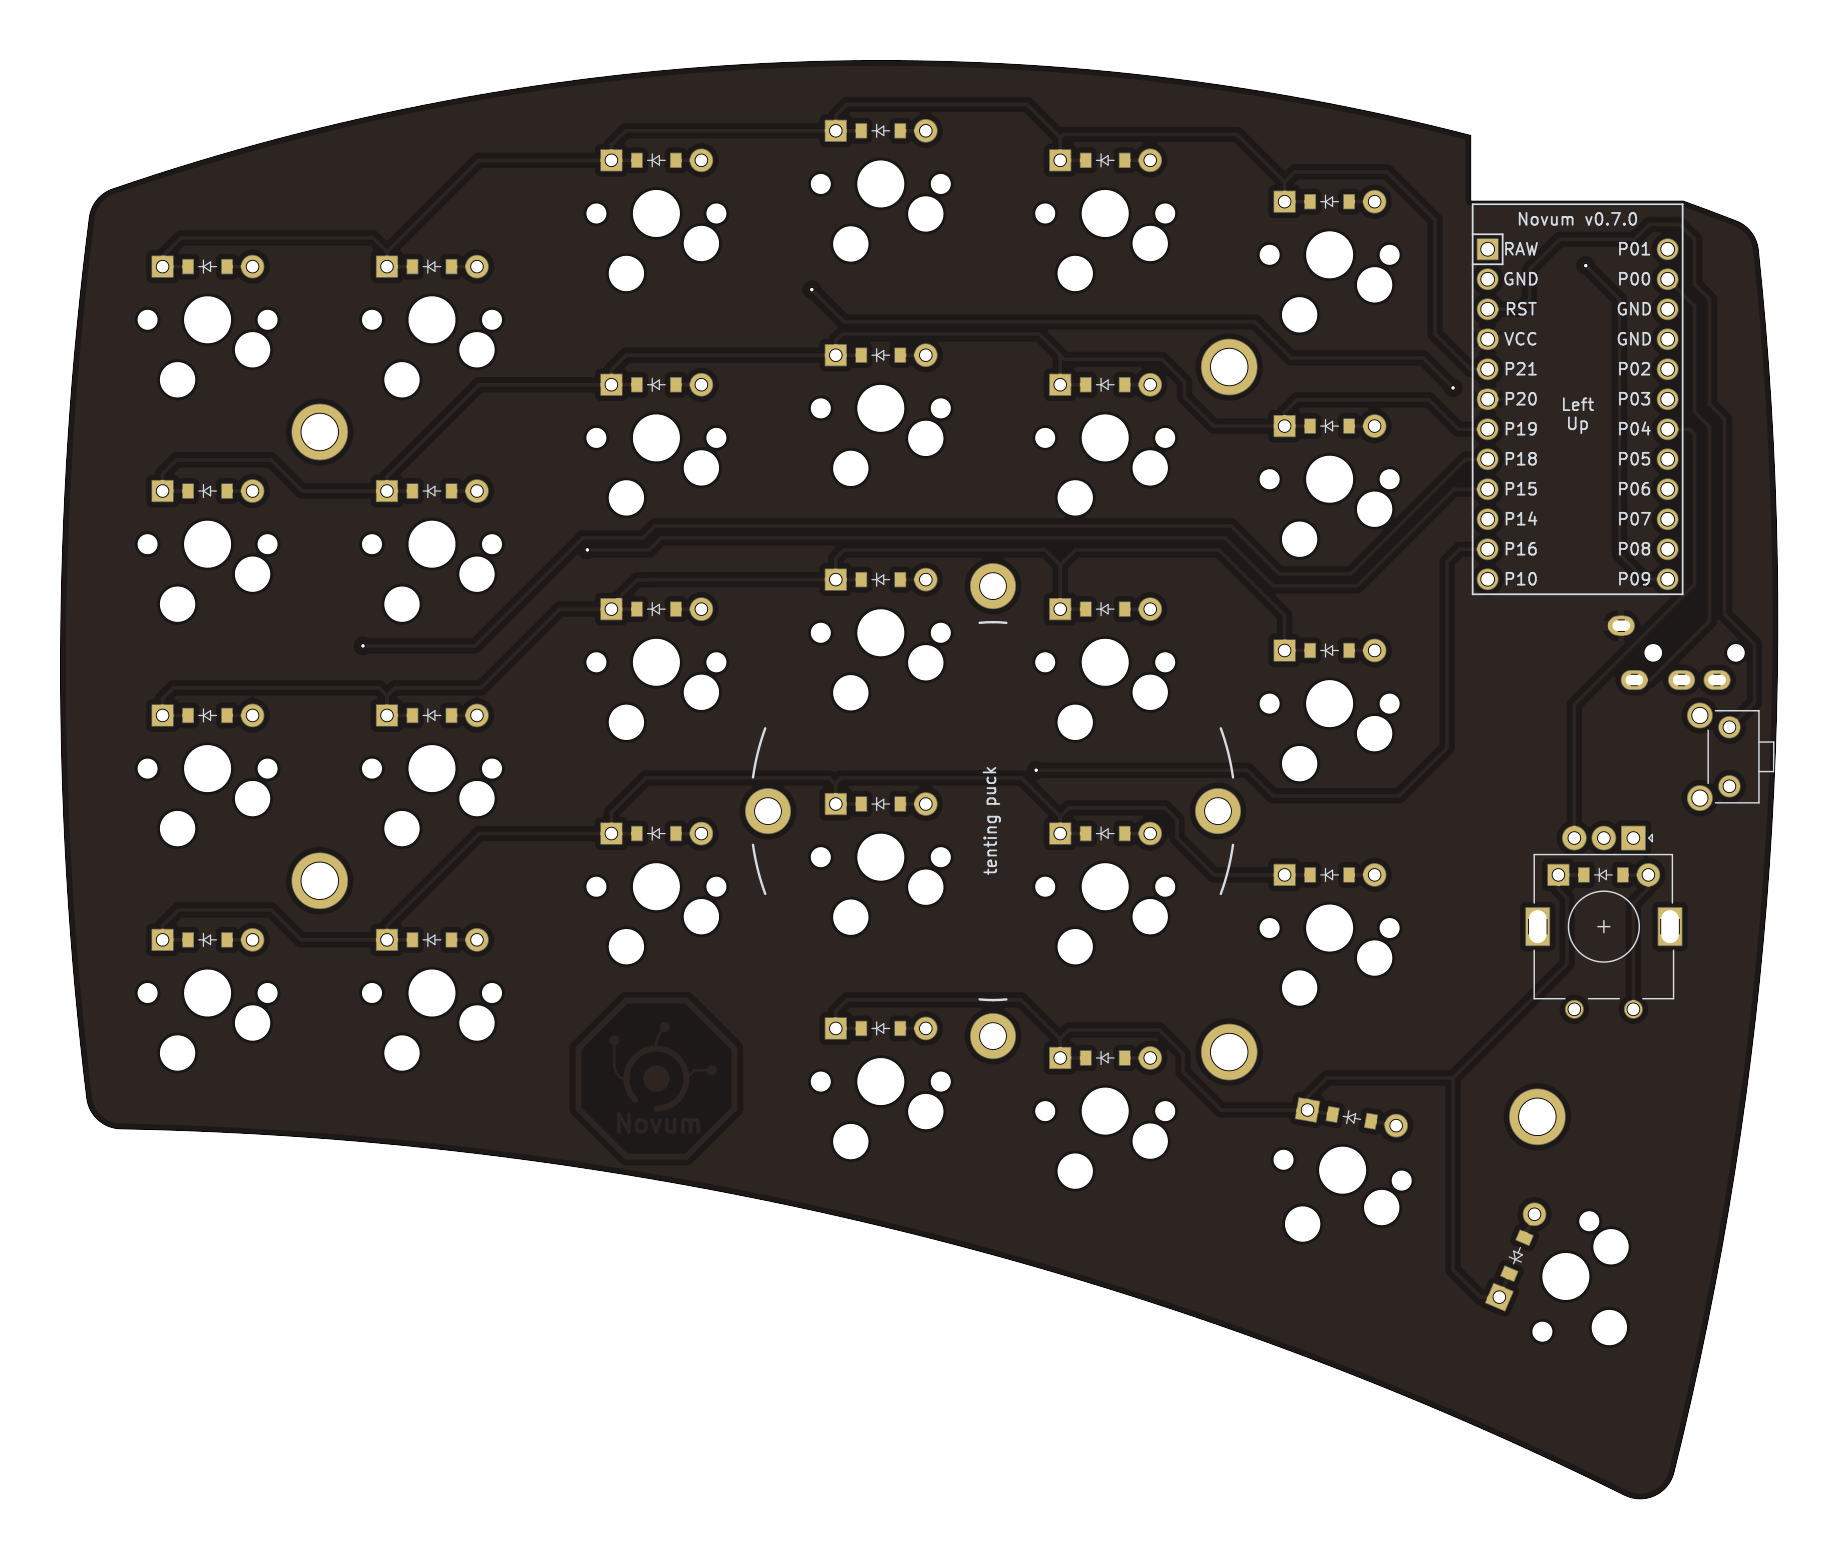 Novum v0.7.0
RAW P01
GND P00
RST GND
VCC GND
P21 P02
P20 P03
Left
Up
P19 P04
P18 P05
P15 P06
P14 P07
P16 P08
P10 P09
tenting puck
Novum